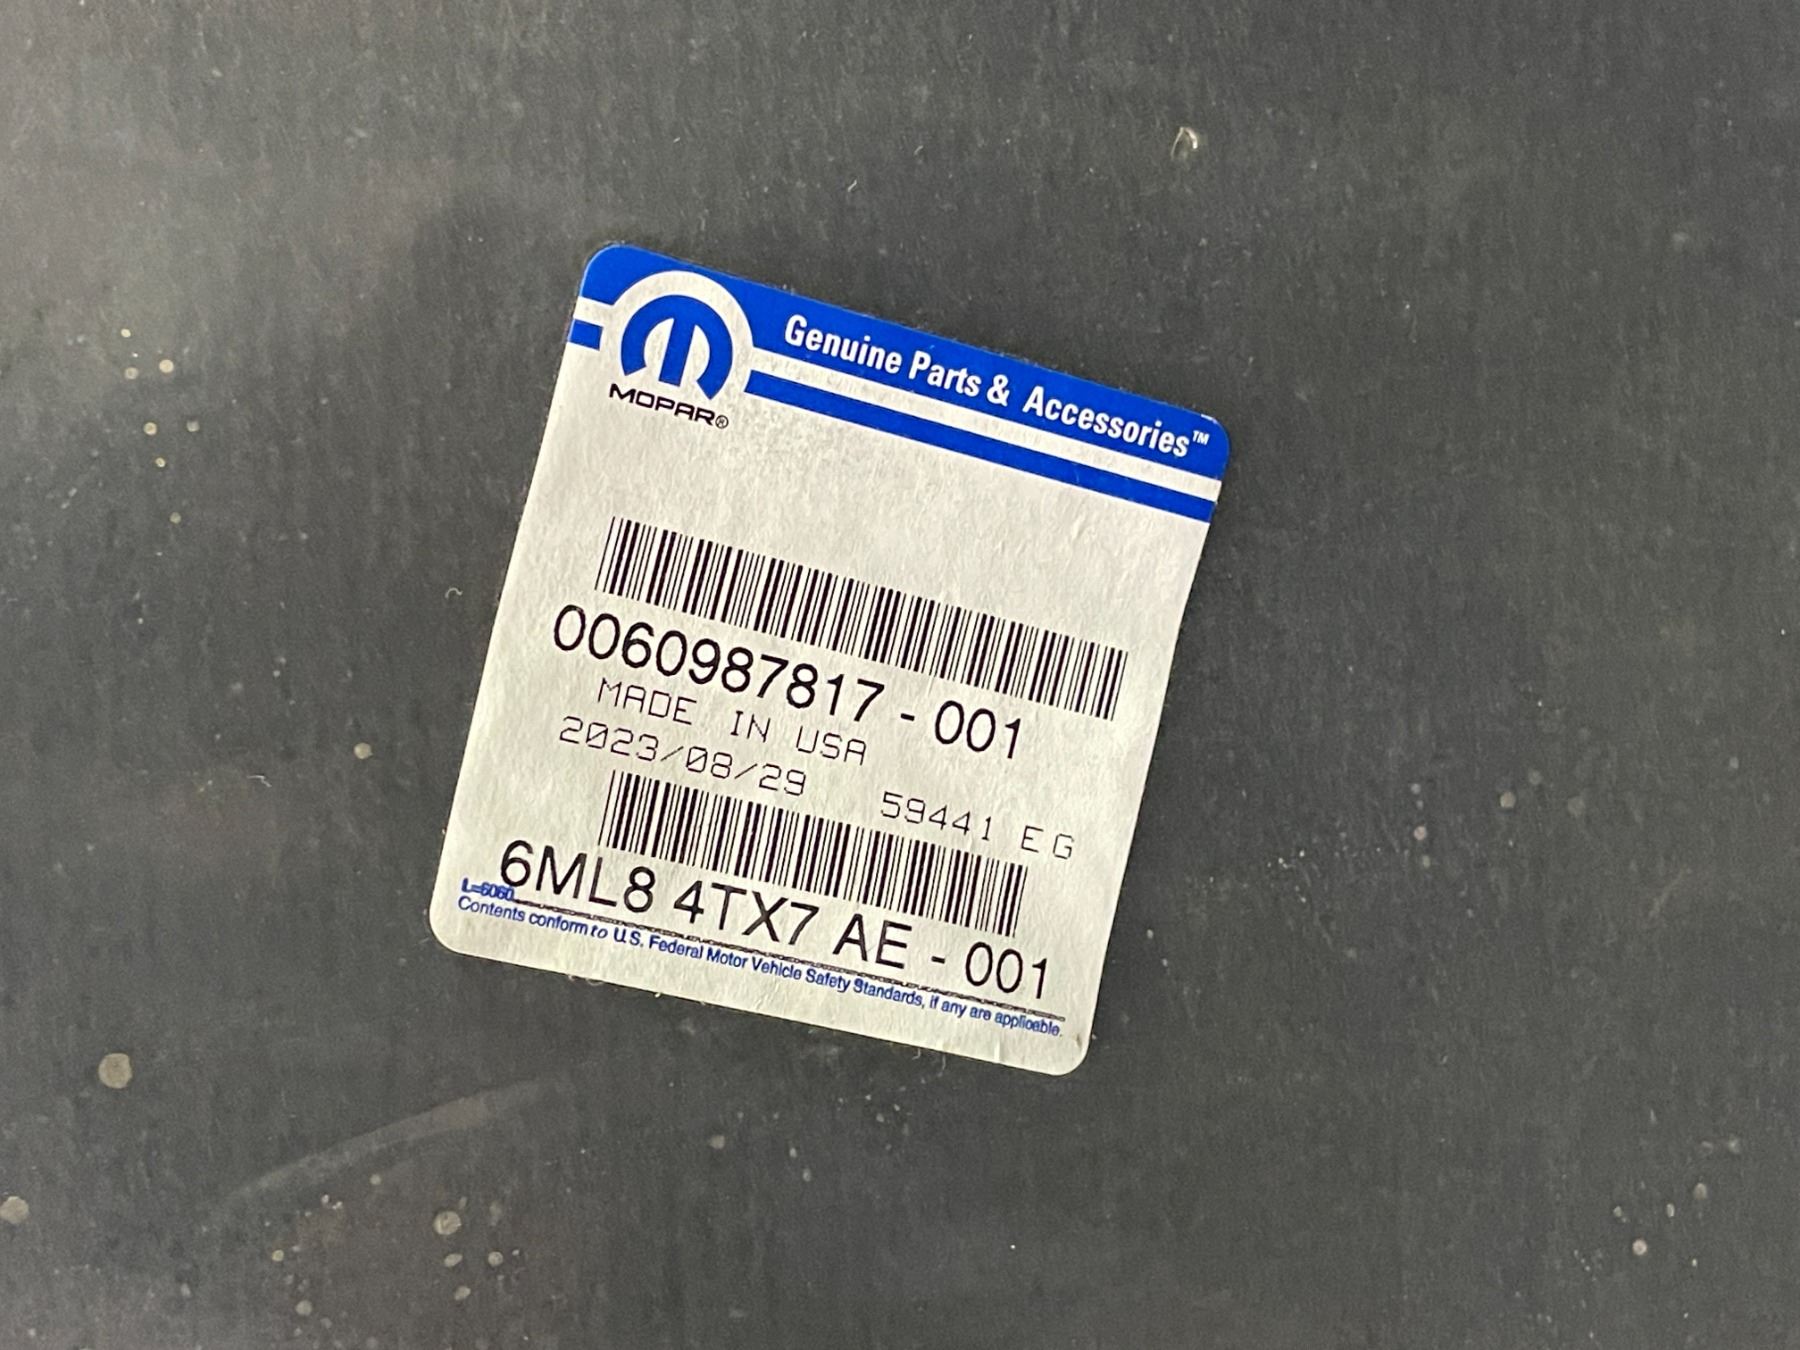 Genuine Parts & Accessories™
MOPAR®
0060987817 - 001
MADE IN USA
2023/08/29 59441 EG
6ML8 4TX7 AE - 001
L=6060
Contents conform to U.S. Federal Motor Vehicle Safety Standards, if any are applicable.